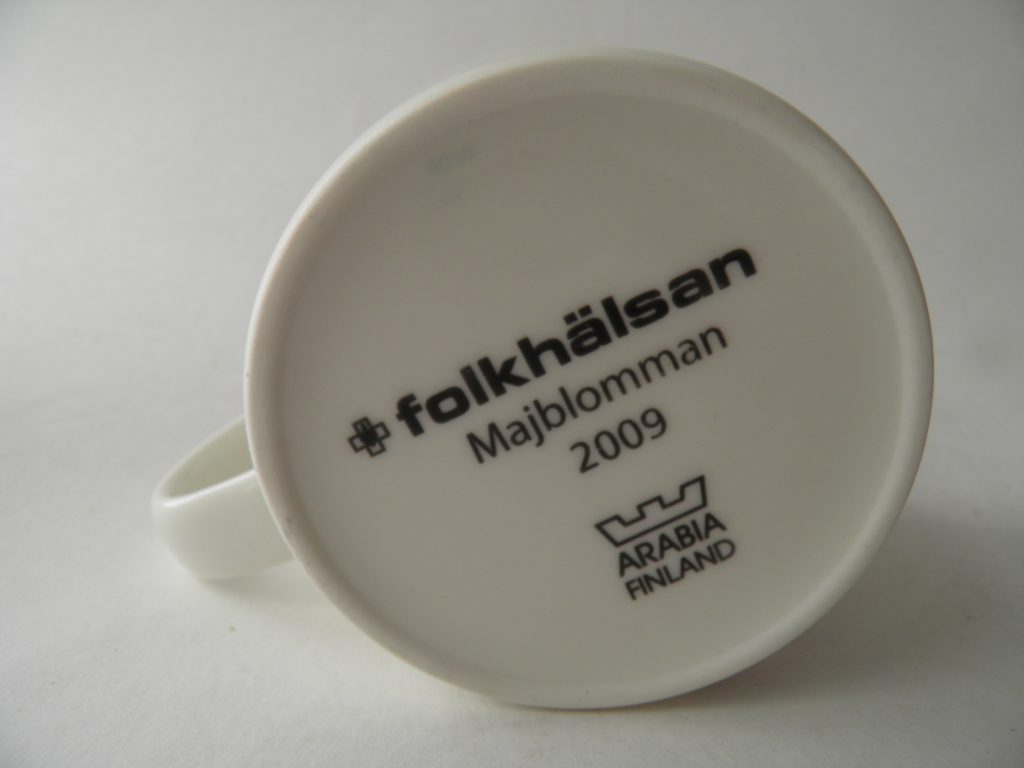 folkhälsan
Majblomman
2009
ARABIA
FINLAND